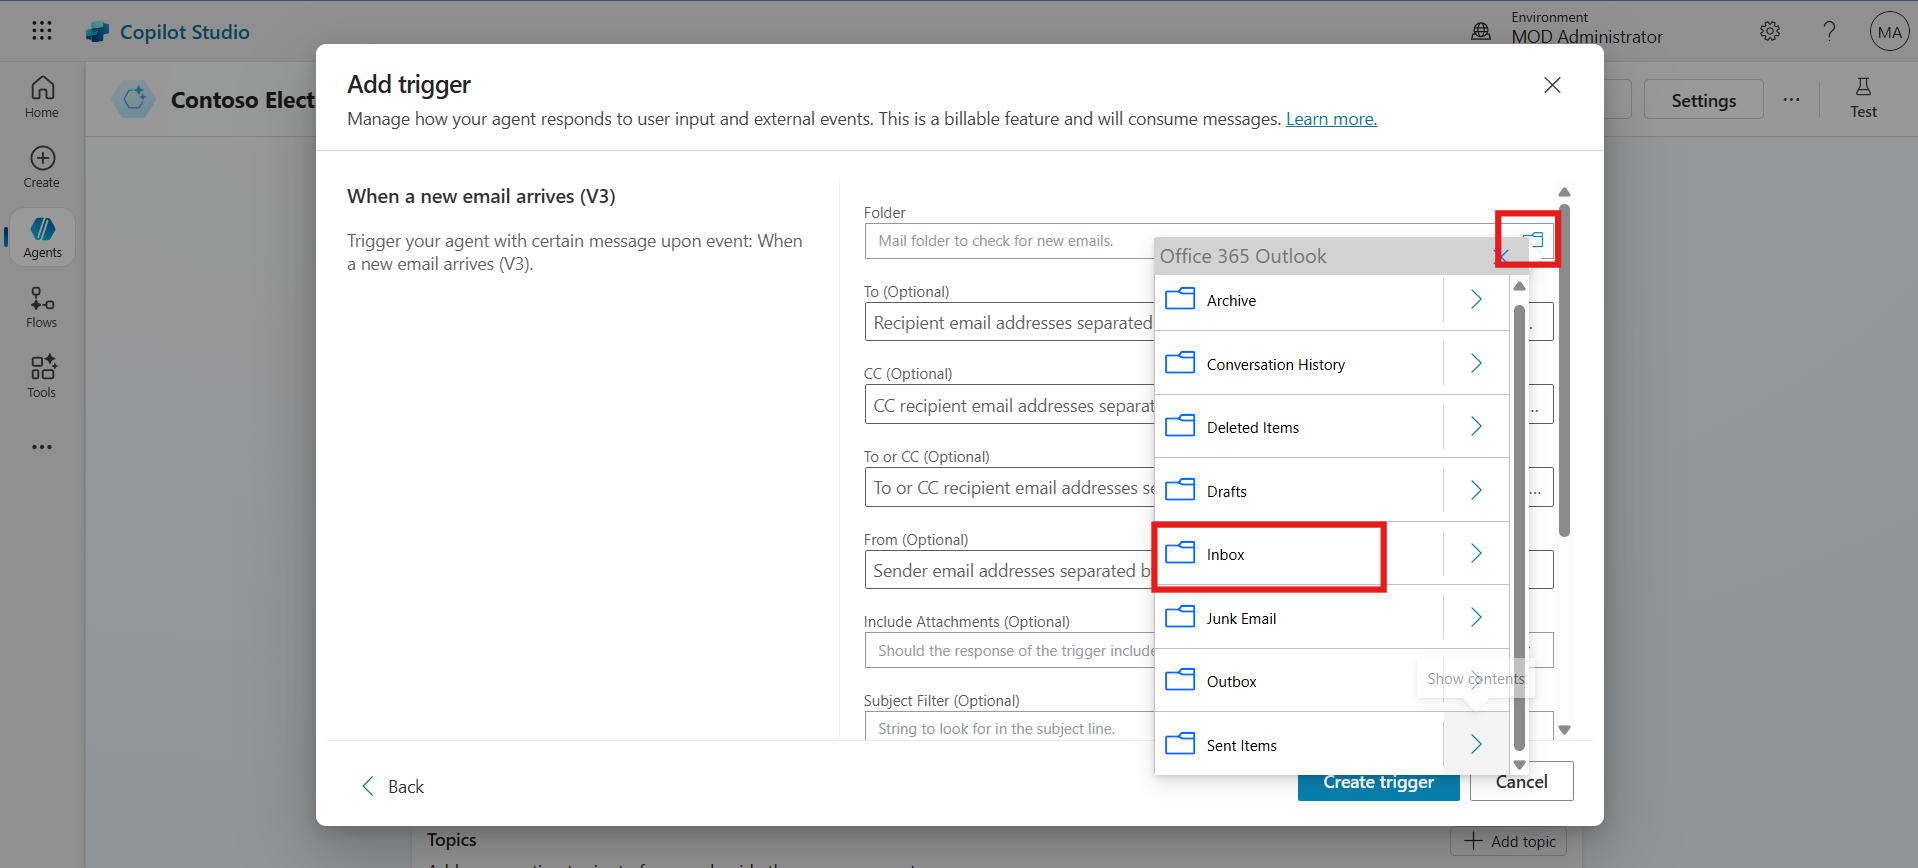 Copilot Studio
Environment
MOD Administrator
MA
Home
Create
Agents
Flows
Tools
Contoso Elect
Settings
Test
Add trigger
Manage how your agent responds to user input and external events. This is a billable feature and will consume messages. Learn more.
When a new email arrives (V3)
Trigger your agent with certain message upon event: When
a new email arrives (V3).
Folder
Mail folder to check for new emails.
To (Optional)
Recipient email addresses separated
CC (Optional)
CC recipient email addresses separat
To or CC (Optional)
To or CC recipient email addresses se
From (Optional)
Sender email addresses separated b
Include Attachments (Optional)
Should the response of the trigger include
Subject Filter (Optional)
String to look for in the subject line.
Office 365 Outlook
Archive
Conversation History
Deleted Items
Drafts
Inbox
Junk Email
Outbox
Show contents
Sent Items
Back
Create trigger
Cancel
Topics
Add topic